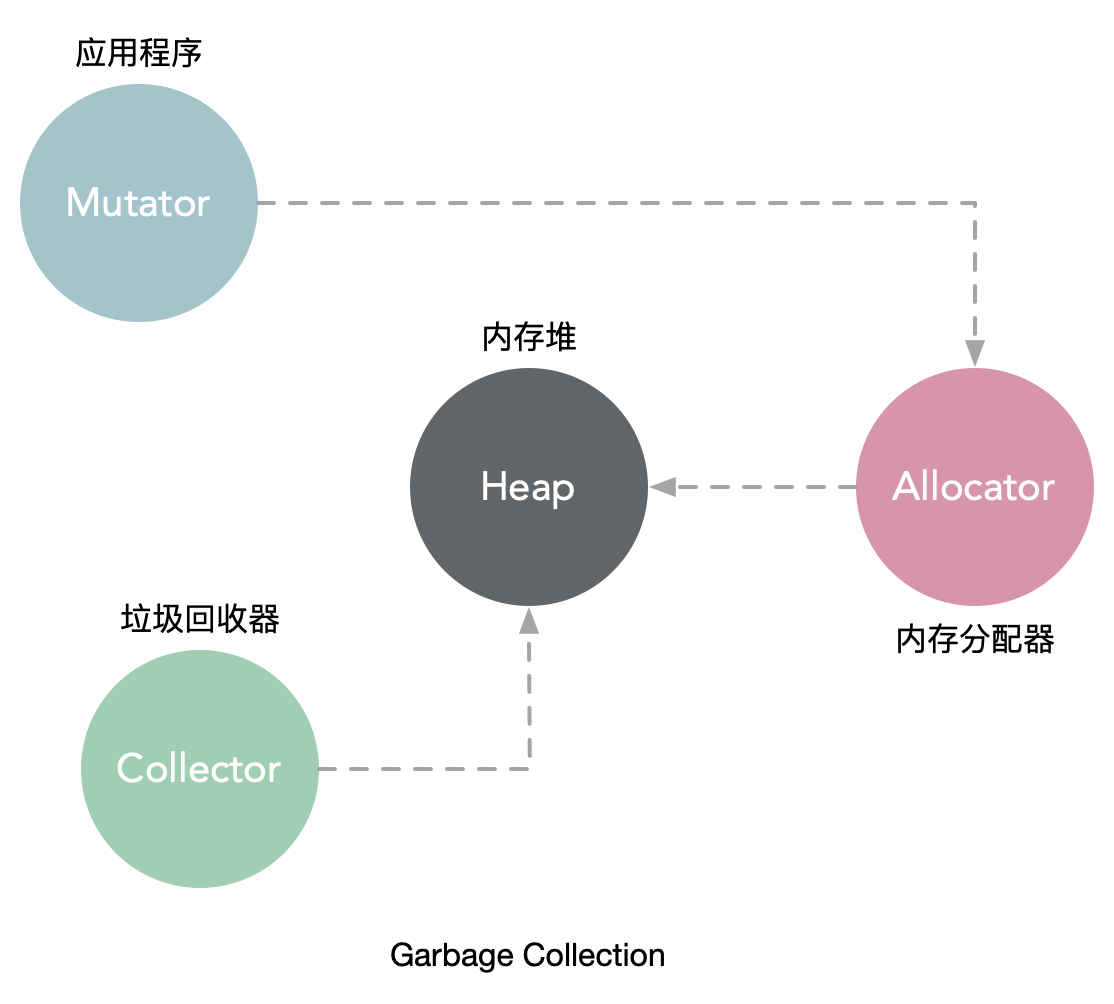 应用程序
Mutator
内存堆
Heap
Allocator
内存分配器
垃圾回收器
Collector
Garbage Collection